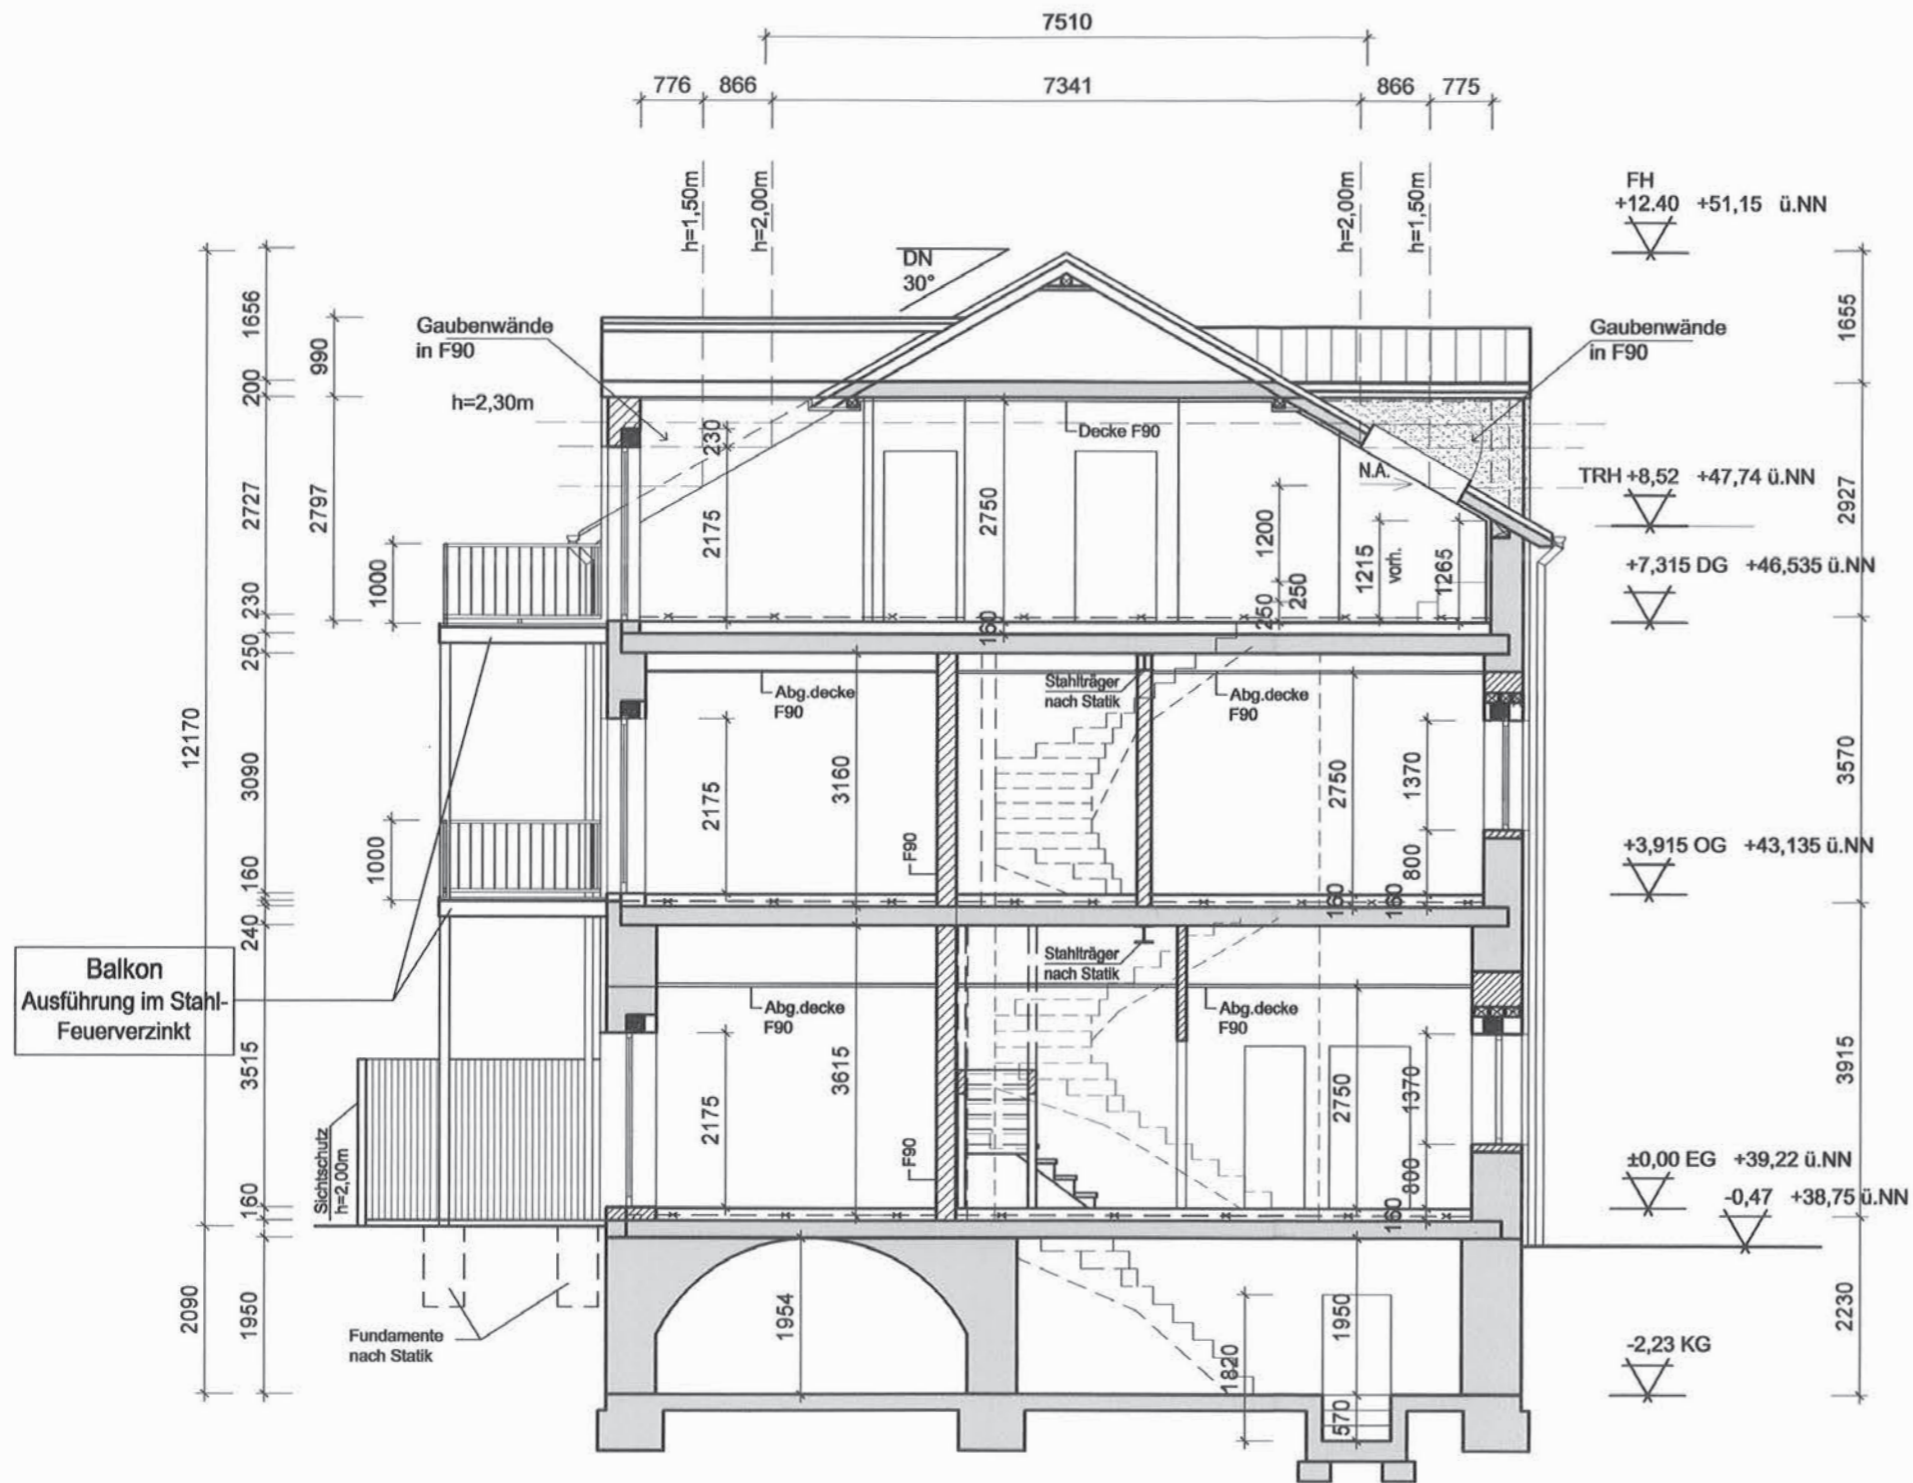 7510
776 866 7341 866 775
h=1,50m
h=2,00m
h=2,00m
h=1,50m
FH
+12.40 +51,15 ü.NN
DN
30°
Gaubenwände
in F90
Gaubenwände
in F90
h=2,30m
Decke F90
N.A.
TRH +8,52 +47,74 ü.NN
+7,315 DG +46,535 ü.NN
12170
2090
1656
200
2727
230
250
3090
160
240
3515
160
1950
990
2797
1000
1000
230
2175
2750
160
1200
250
250
1215
vorh.
1265
1655
2927
3570
3915
2230
Abg.decke
F90
Stahlträger
nach Statik
Abg.decke
F90
2175
3160
F90
2750
1370
800
160
160
+3,915 OG +43,135 ü.NN
Balkon
Ausführung im Stahl-
Feuerverzinkt
Stahlträger
nach Statik
Abg.decke
F90
Abg.decke
F90
2175
3615
F90
2750
1370
800
160
Sichtschutz
h=2,00m
±0,00 EG +39,22 ü.NN
-0,47 +38,75 ü.NN
Fundamente
nach Statik
1954
1820
1950
570
-2,23 KG